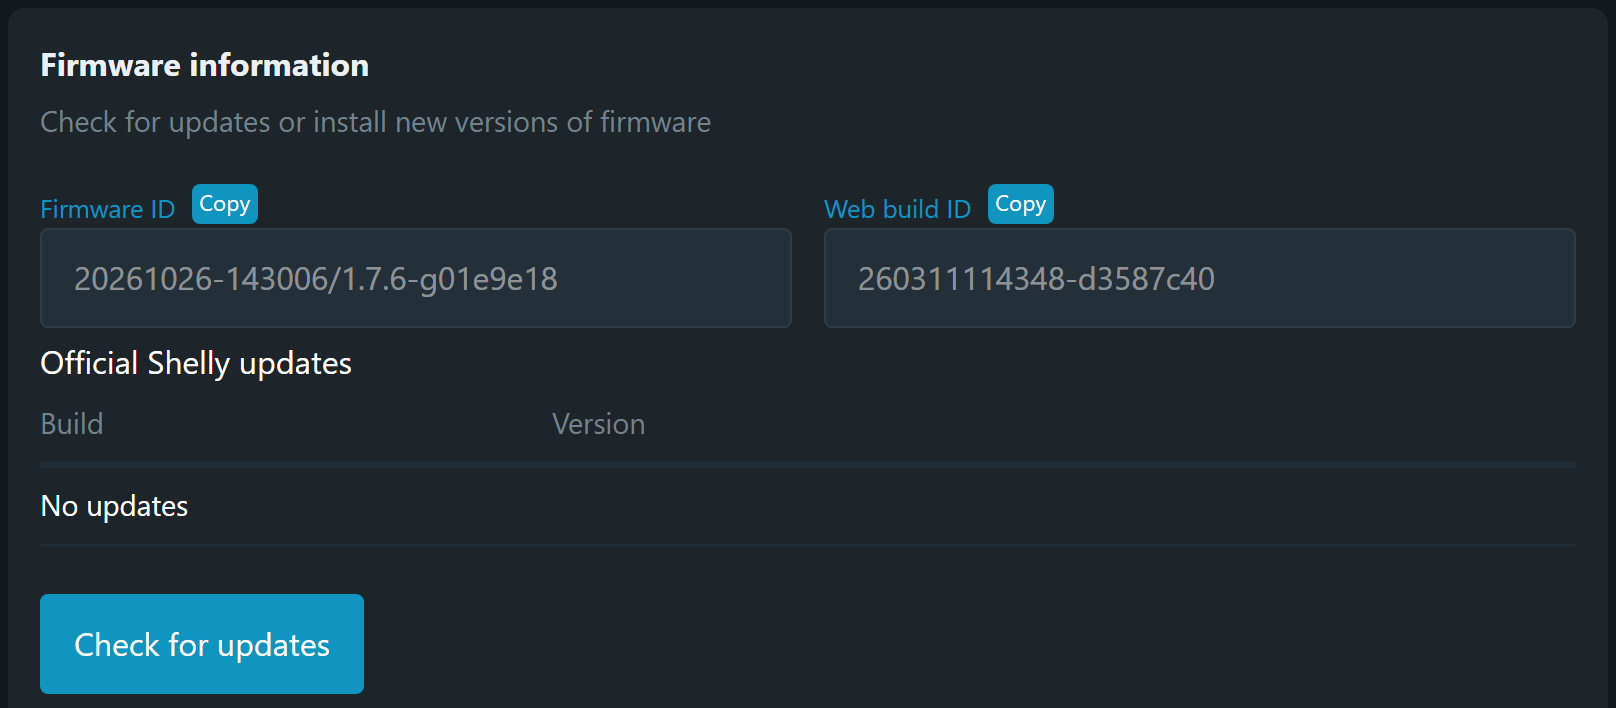 Firmware information
Check for updates or install new versions of firmware
Firmware ID Copy
20261026-143006/1.7.6-g01e9e18
Web build ID Copy
260311114348-d3587c40
Official Shelly updates
Build Version
No updates
Check for updates